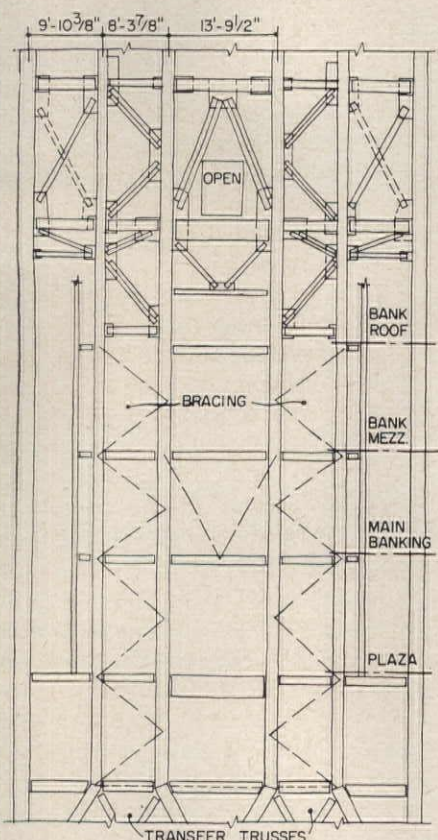 9'-10 3/8" 8'-3 7/8" 13'-9 1/2"
OPEN
BANK
ROOF
BRACING
BANK
MEZZ.
MAIN
BANKING
PLAZA
TRANSFER TRUSSES